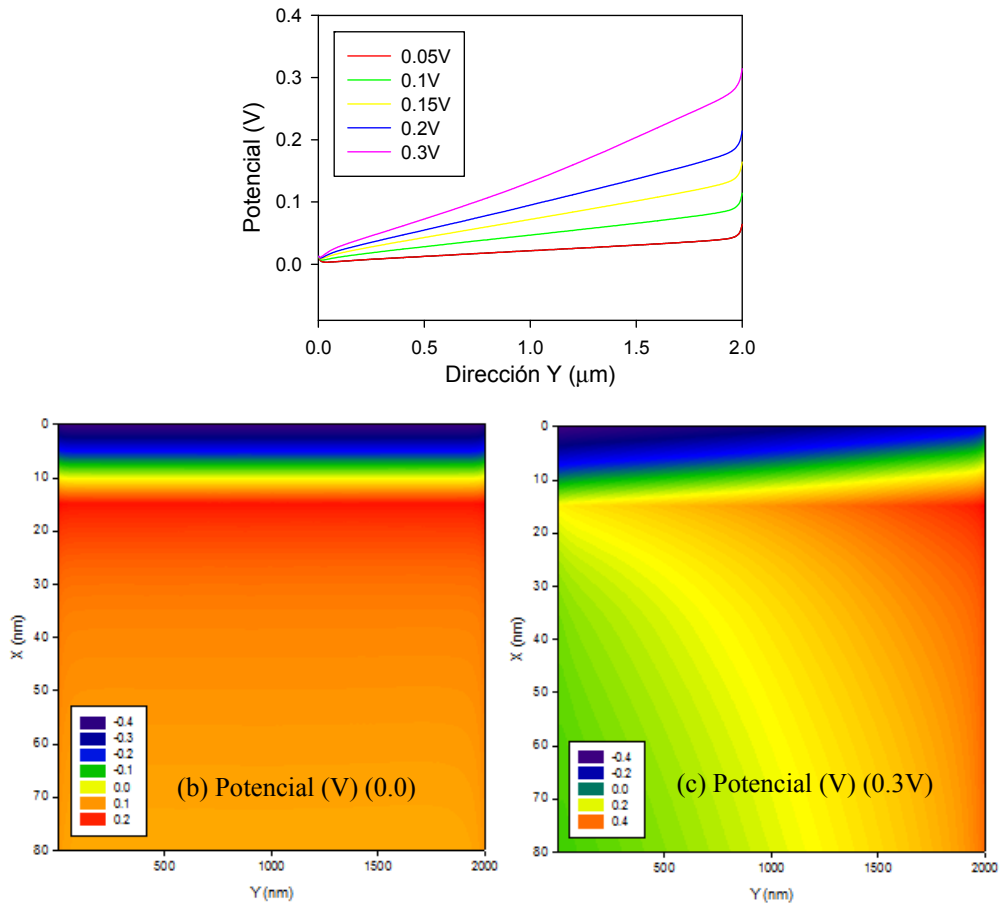 0.4
0.3
0.2
0.1
0.0
Potencial (V)
0.05V
0.1V
0.15V
0.2V
0.3V
0.0 0.5 1.0 1.5 2.0
Dirección Y (µm)
0
10
20
30
40
50
60
70
80
X (nm)
-0.4
-0.3
-0.2
-0.1
0.0
0.1
0.2
(b) Potencial (V) (0.0)
500 1000 1500 2000
Y (nm)
0
10
20
30
40
50
60
70
80
X (nm)
-0.4
-0.2
0.0
0.2
0.4
(c) Potencial (V) (0.3V)
500 1000 1500 2000
Y (nm)